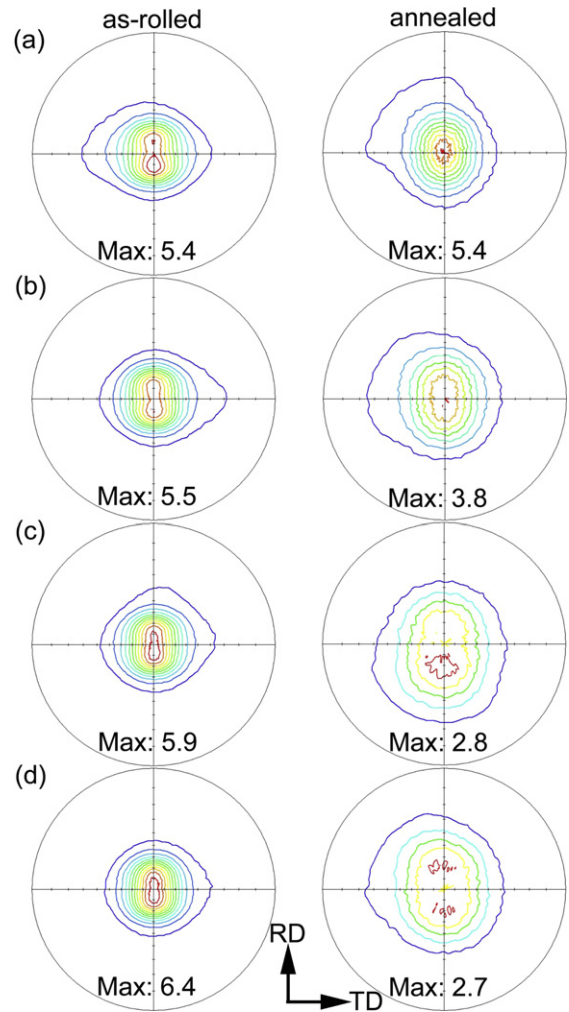 as-rolled annealed
(a)
Max: 5.4 Max: 5.4
(b)
Max: 5.5 Max: 3.8
(c)
Max: 5.9 Max: 2.8
(d)
RD
Max: 6.4 TD Max: 2.7